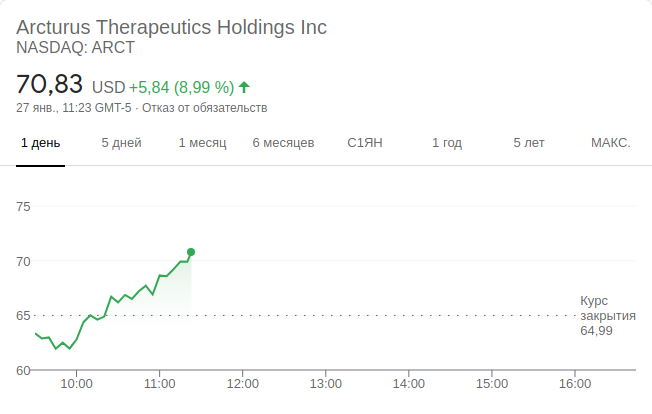 Arcturus Therapeutics Holdings Inc
NASDAQ: ARCT
70,83 USD +5,84 (8,99 %)
27 янв., 11:23 GMT-5 · Отказ от обязательств
1 день 5 дней 1 месяц 6 месяцев С1ЯН 1 год 5 лет МАКС.
75
70
65
60
Курс
закрытия
64,99
10:00 11:00 12:00 13:00 14:00 15:00 16:00